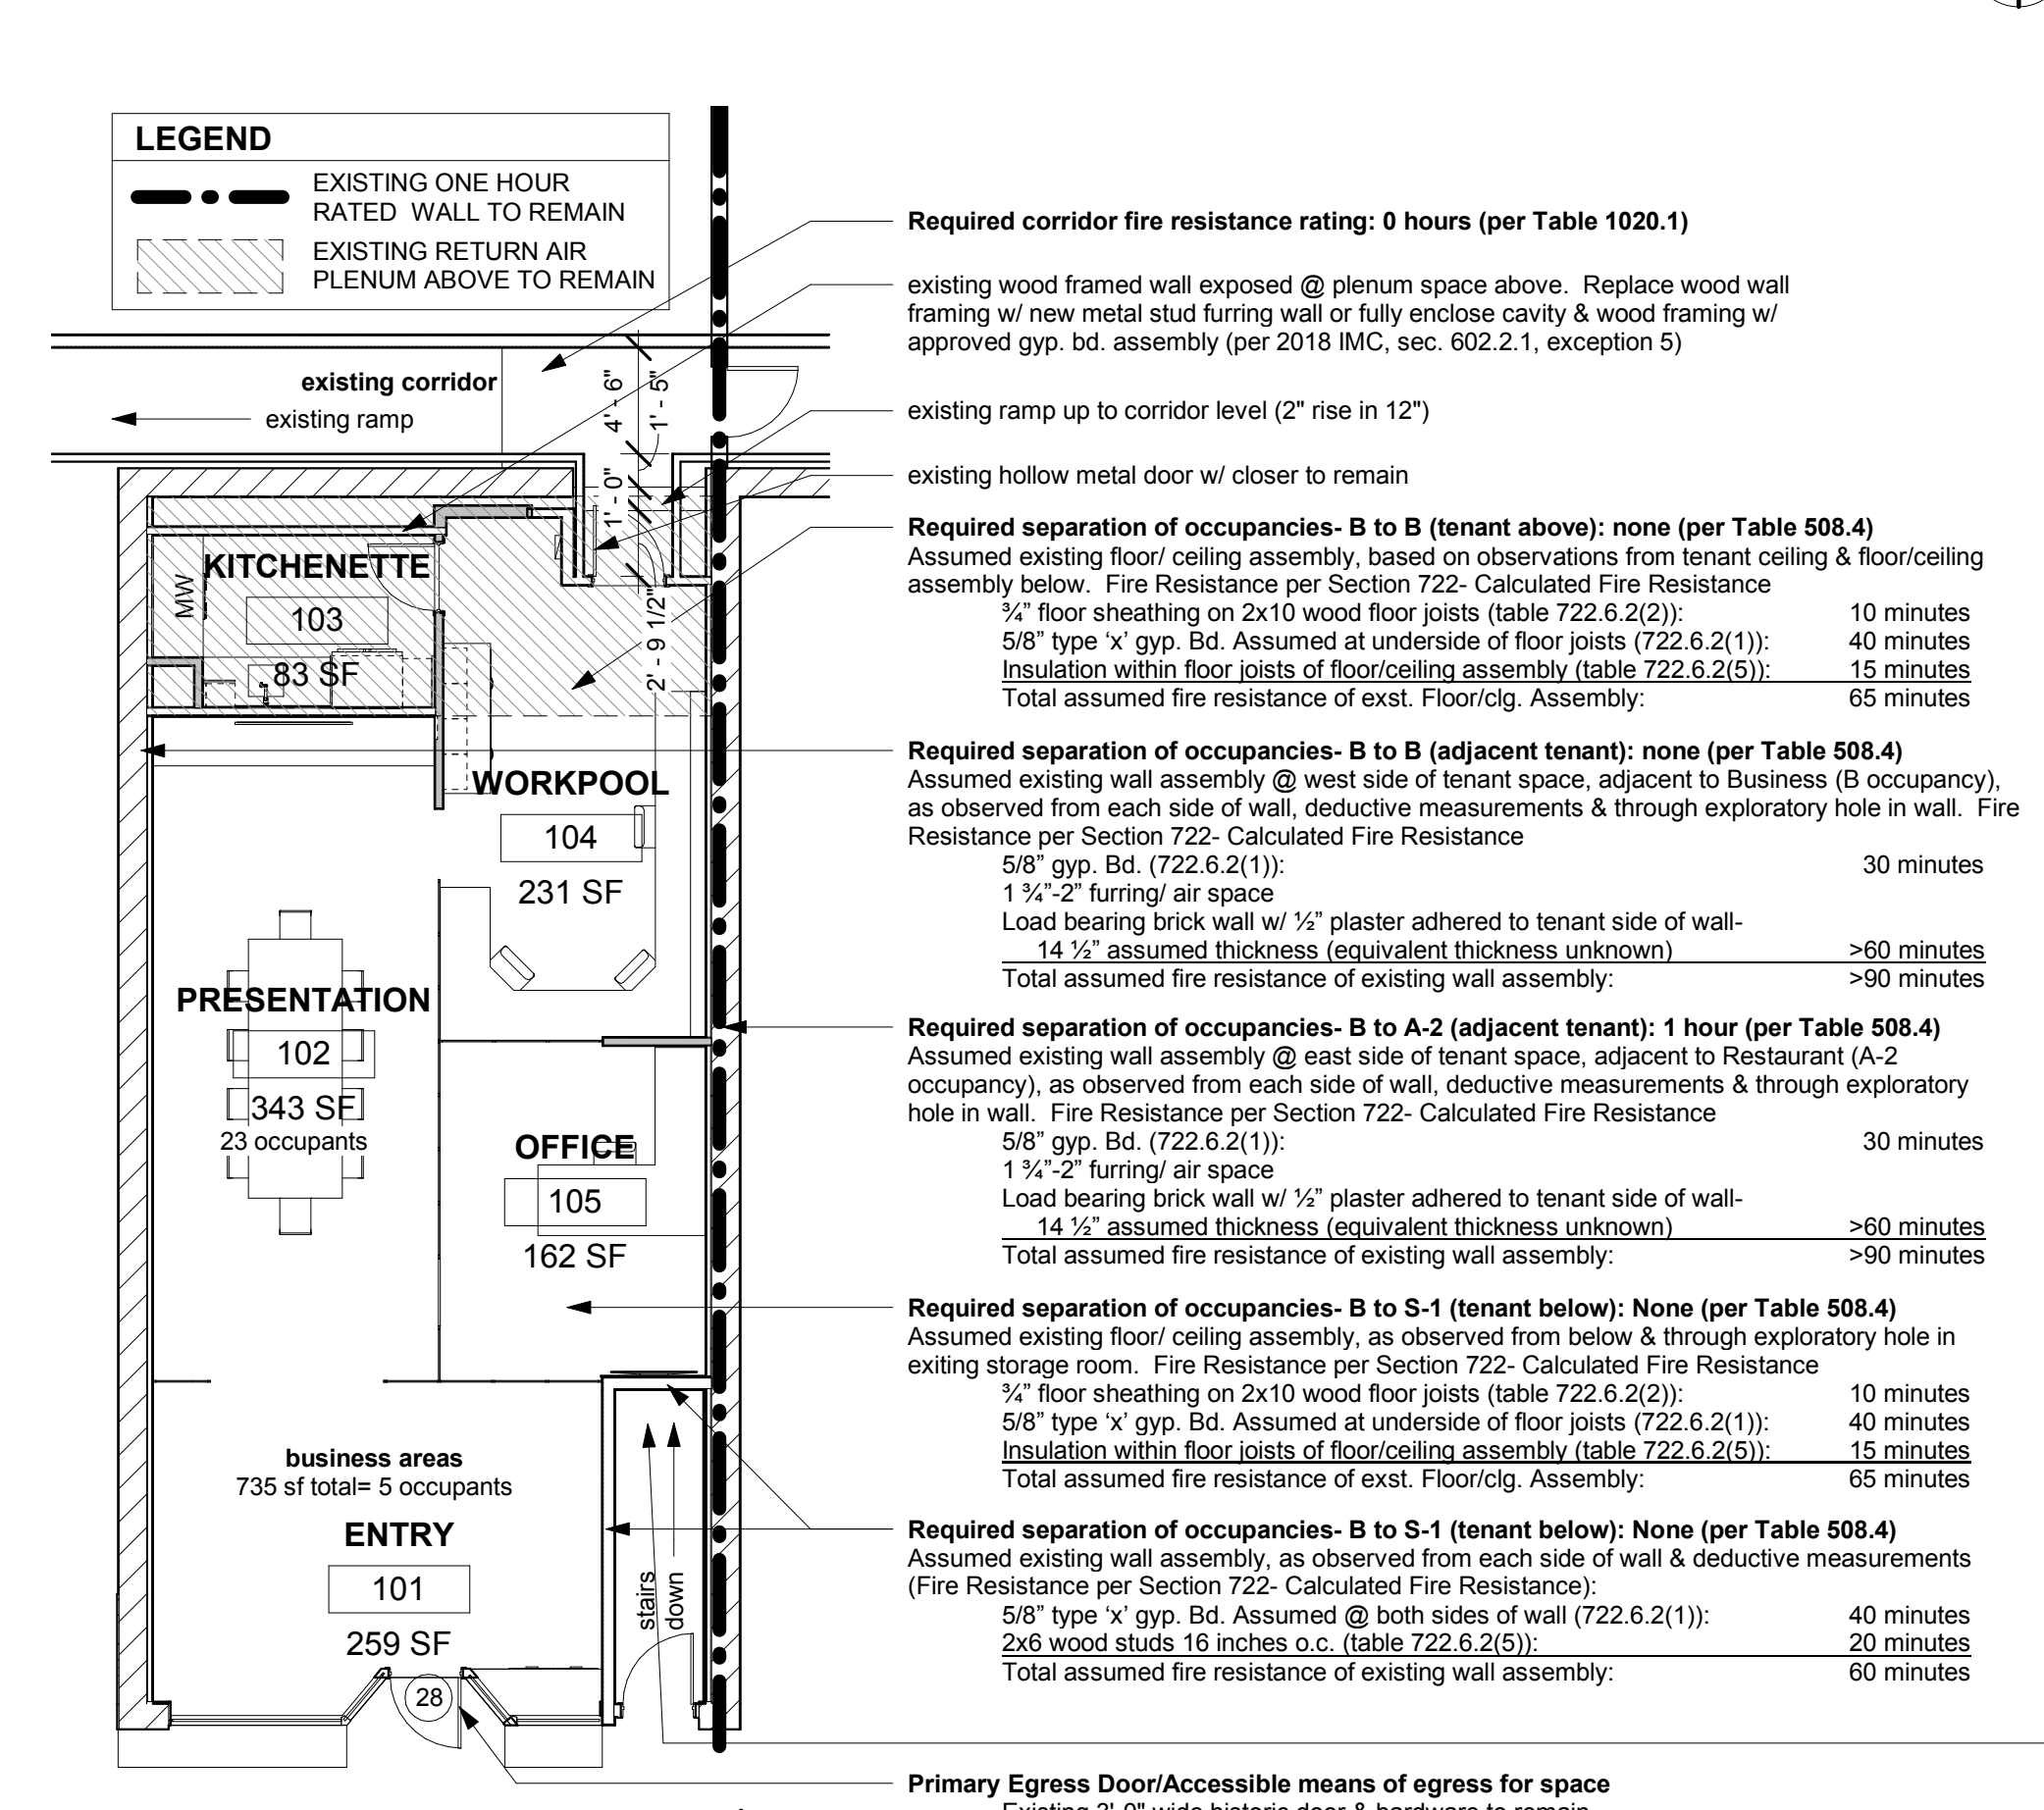 LEGEND
EXISTING ONE HOUR
RATED WALL TO REMAIN
EXISTING RETURN AIR
PLENUM ABOVE TO REMAIN
existing corridor
existing ramp
4' - 6"
1' - 5"
1' - 0"
2' - 9 1/2"
KITCHENETTE
MW
103
83 SF
WORKPOOL
104
231 SF
PRESENTATION
102
343 SF
23 occupants
OFFICE
105
162 SF
business areas
735 sf total= 5 occupants
ENTRY
101
259 SF
28
stairs
down
Required corridor fire resistance rating: 0 hours (per Table 1020.1)
existing wood framed wall exposed @ plenum space above. Replace wood wall
framing w/ new metal stud furring wall or fully enclose cavity & wood framing w/
approved gyp. bd. assembly (per 2018 IMC, sec. 602.2.1, exception 5)
existing ramp up to corridor level (2" rise in 12")
existing hollow metal door w/ closer to remain
Required separation of occupancies- B to B (tenant above): none (per Table 508.4)
Assumed existing floor/ ceiling assembly, based on observations from tenant ceiling & floor/ceiling
assembly below. Fire Resistance per Section 722- Calculated Fire Resistance
¾” floor sheathing on 2x10 wood floor joists (table 722.6.2(2)): 10 minutes
5/8” type ‘x’ gyp. Bd. Assumed at underside of floor joists (722.6.2(1)): 40 minutes
Insulation within floor joists of floor/ceiling assembly (table 722.6.2(5)): 15 minutes
Total assumed fire resistance of exst. Floor/clg. Assembly: 65 minutes
Required separation of occupancies- B to B (adjacent tenant): none (per Table 508.4)
Assumed existing wall assembly @ west side of tenant space, adjacent to Business (B occupancy),
as observed from each side of wall, deductive measurements & through exploratory hole in wall. Fire
Resistance per Section 722- Calculated Fire Resistance
5/8” gyp. Bd. (722.6.2(1)): 30 minutes
1 ¾”-2” furring/ air space
Load bearing brick wall w/ ½” plaster adhered to tenant side of wall-
14 ½” assumed thickness (equivalent thickness unknown) >60 minutes
Total assumed fire resistance of existing wall assembly: >90 minutes
Required separation of occupancies- B to A-2 (adjacent tenant): 1 hour (per Table 508.4)
Assumed existing wall assembly @ east side of tenant space, adjacent to Restaurant (A-2
occupancy), as observed from each side of wall, deductive measurements & through exploratory
hole in wall. Fire Resistance per Section 722- Calculated Fire Resistance
5/8” gyp. Bd. (722.6.2(1)): 30 minutes
1 ¾”-2” furring/ air space
Load bearing brick wall w/ ½” plaster adhered to tenant side of wall-
14 ½” assumed thickness (equivalent thickness unknown) >60 minutes
Total assumed fire resistance of existing wall assembly: >90 minutes
Required separation of occupancies- B to S-1 (tenant below): None (per Table 508.4)
Assumed existing floor/ ceiling assembly, as observed from below & through exploratory hole in
exiting storage room. Fire Resistance per Section 722- Calculated Fire Resistance
¾” floor sheathing on 2x10 wood floor joists (table 722.6.2(2)): 10 minutes
5/8” type ‘x’ gyp. Bd. Assumed at underside of floor joists (722.6.2(1)): 40 minutes
Insulation within floor joists of floor/ceiling assembly (table 722.6.2(5)): 15 minutes
Total assumed fire resistance of exst. Floor/clg. Assembly: 65 minutes
Required separation of occupancies- B to S-1 (tenant below): None (per Table 508.4)
Assumed existing wall assembly, as observed from each side of wall & deductive measurements
(Fire Resistance per Section 722- Calculated Fire Resistance):
5/8” type ‘x’ gyp. Bd. Assumed @ both sides of wall (722.6.2(1)): 40 minutes
2x6 wood studs 16 inches o.c. (table 722.6.2(5)): 20 minutes
Total assumed fire resistance of existing wall assembly: 60 minutes
Primary Egress Door/Accessible means of egress for space
Existing 3'-0" wide historic door & hardware to remain